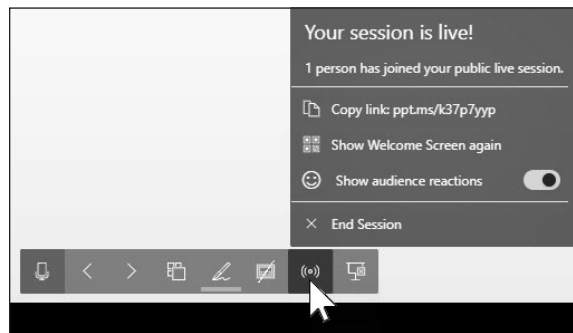 Your session is live!
1 person has joined your public live session.
Copy link: ppt.ms/k37p7yyp
Show Welcome Screen again
Show audience reactions
End Session